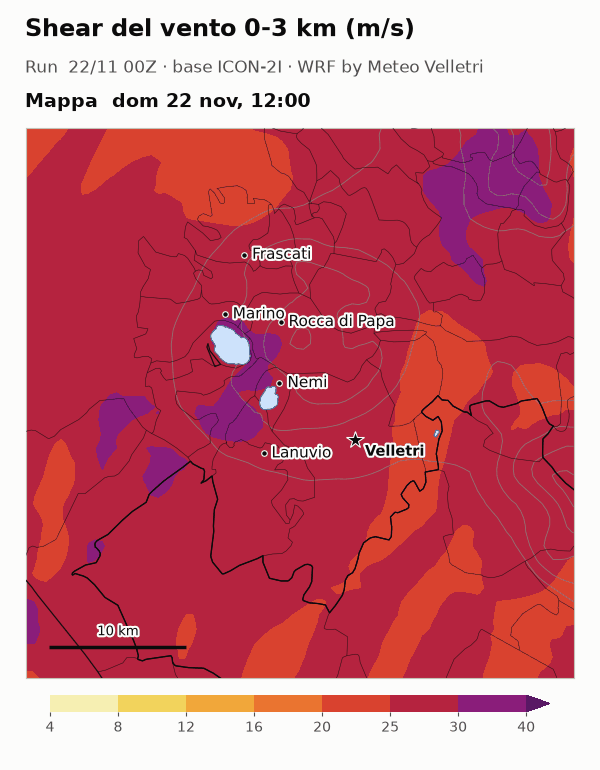 Shear del vento 0-3 km (m/s)
Run  22/11 00Z · base ICON-2I · WRF by Meteo Velletri
Mappa  dom 22 nov, 12:00
Frascati
Marino
Rocca di Papa
Nemi
Velletri
Lanuvio
10 km
4 8 12 16 20 25 30 40